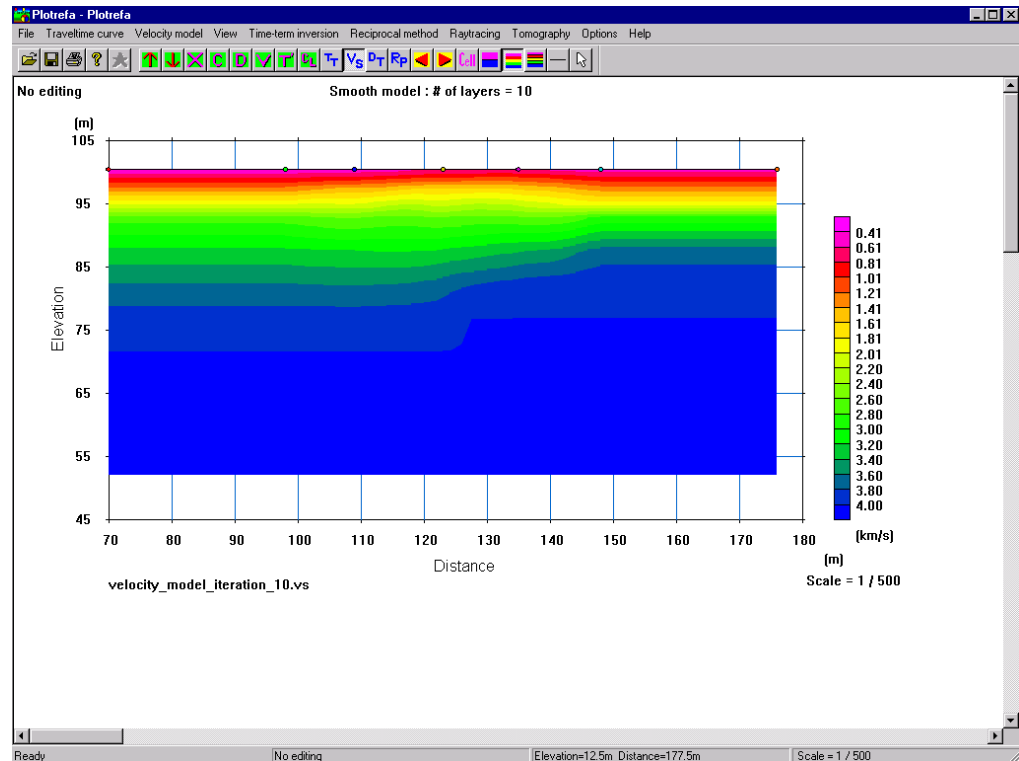 Plotrefa - Plotrefa
File Traveltime curve Velocity model View Time-term inversion Reciprocal method Raytracing Tomography Options Help
C D T TT VS DT RP Cell
No editing Smooth model : # of layers = 10
(m)
105
95
85
75
65
55
45
Elevation
70 80 90 100 110 120 130 140 150 160 170 180
Distance
(m)
0.41
0.61
0.81
1.01
1.21
1.41
1.61
1.81
2.01
2.20
2.40
2.60
2.80
3.00
3.20
3.40
3.60
3.80
4.00
(km/s)
velocity_model_iteration_10.vs
Scale = 1 / 500
Ready No editing Elevation=12.5m Distance=177.5m Scale = 1 / 500